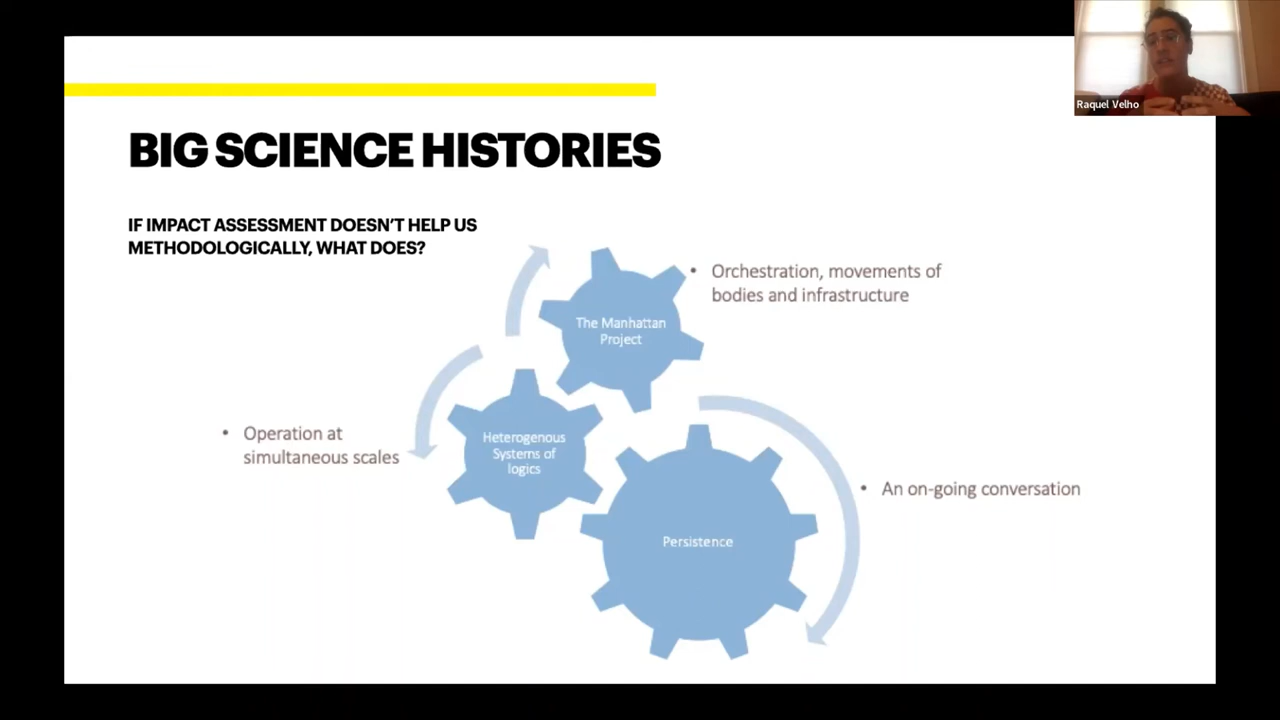 Raquel Velho
BIG SCIENCE HISTORIES
IF IMPACT ASSESSMENT DOESN'T HELP US
METHODOLOGICALLY, WHAT DOES?
• Orchestration, movements of
bodies and infrastructure
The Manhattan
Project
• Operation at
simultaneous scales
Heterogenous
Systems of
logics
• An on-going conversation
Persistence